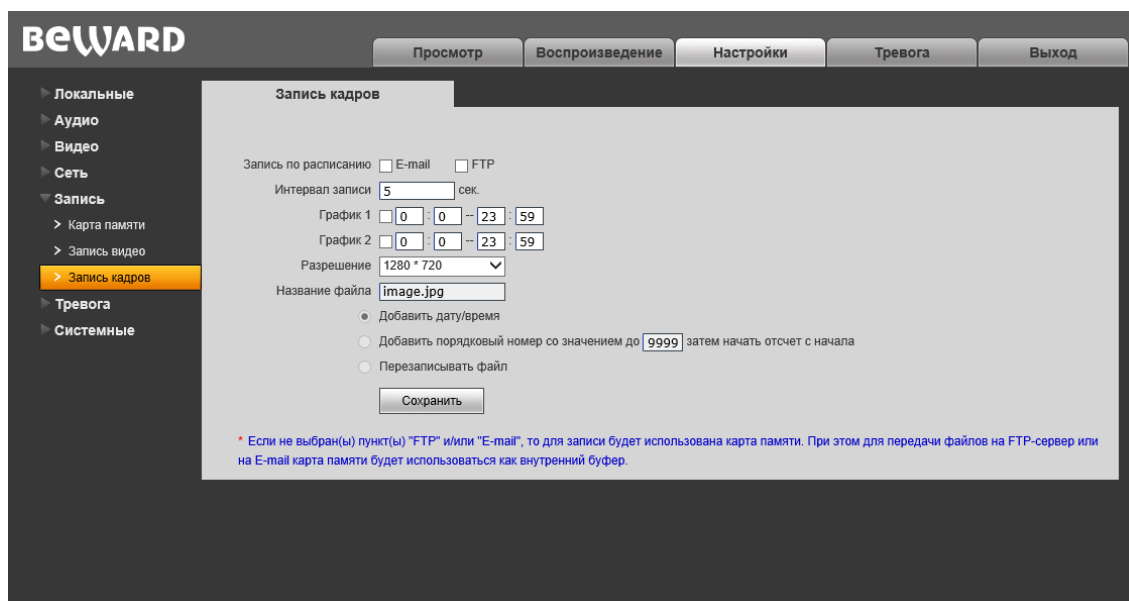 BEWARD
Просмотр Воспроизведение Настройки Тревога Выход
Локальные
Аудио
Видео
Сеть
Запись
> Карта памяти
> Запись видео
> Запись кадров
Тревога
Системные
Запись кадров
Запись по расписанию E-mail FTP
Интервал записи 5 сек.
График 1 0 : 0 -- 23 : 59
График 2 0 : 0 -- 23 : 59
Разрешение 1280 * 720
Название файла image.jpg
Добавить дату/время
Добавить порядковый номер со значением до 9999 затем начать отсчет с начала
Перезаписывать файл
Сохранить
* Если не выбран(ы) пункт(ы) "FTP" и/или "E-mail", то для записи будет использована карта памяти. При этом для передачи файлов на FTP-сервер или
на E-mail карта памяти будет использоваться как внутренний буфер.